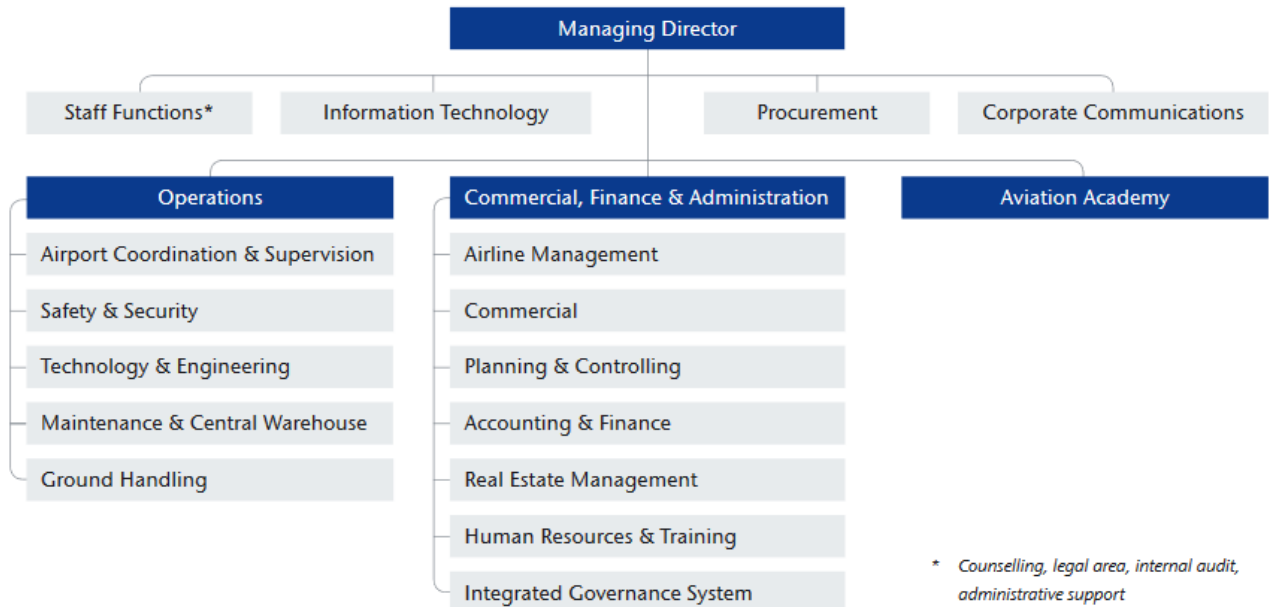 Managing Director
Staff Functions*
Information Technology
Procurement
Corporate Communications
Operations
Commercial, Finance & Administration
Aviation Academy
Airport Coordination & Supervision
Safety & Security
Technology & Engineering
Maintenance & Central Warehouse
Ground Handling
Airline Management
Commercial
Planning & Controlling
Accounting & Finance
Real Estate Management
Human Resources & Training
Integrated Governance System
* Counselling, legal area, internal audit,
administrative support